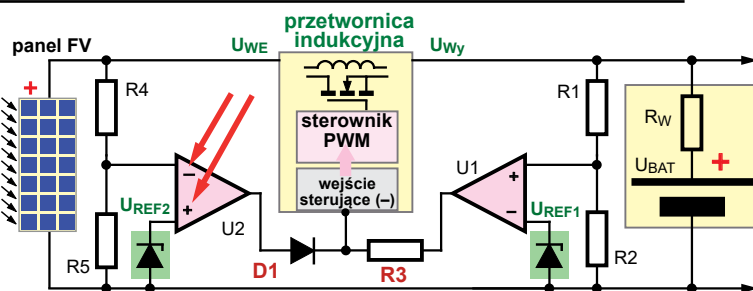 przetwornica
indukcyjna
panel FV
UWE
UWy
+
R4
R1
sterownik
PWM
RW
U1
UBAT
+
−
+
+
−
wejście
sterujące (–)
UREF2
UREF1
U2
R5
R2
D1
R3